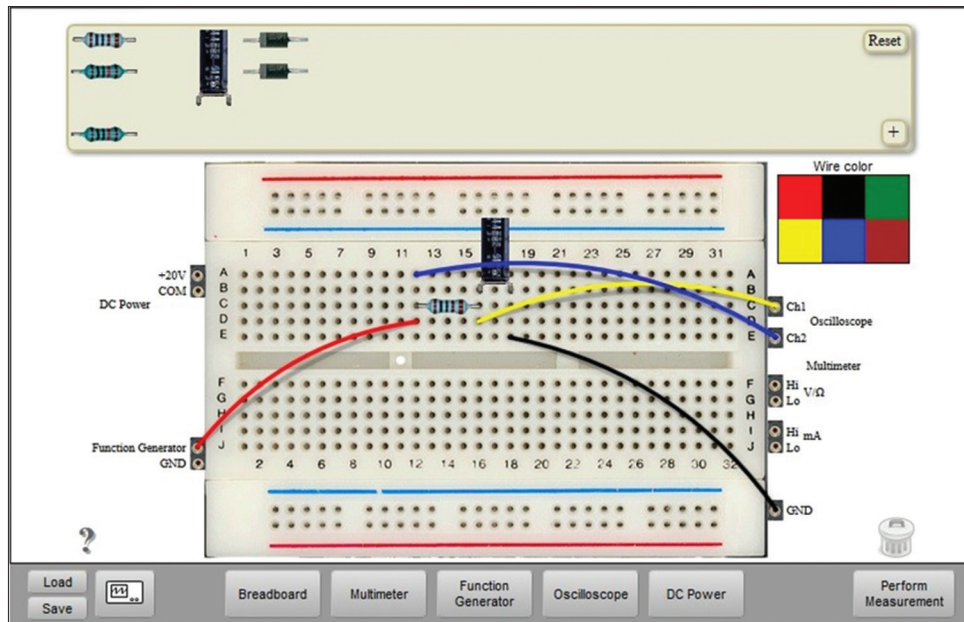 Reset
+
Wire color
1 3 5 7 9 11 13 15 19 21 23 25 27 29 31
+20V
COM
DC Power
A A
B B
C C
D D
E E
Ch1
Ch2
Oscilloscope
Multimeter
F F
G G
H H
I I
J J
Hi
Lo
V/Ω
Hi
Lo
mA
Function Generator
GND
2 4 6 8 10 12 14 16 18 20 22 24 26 28 30 32
GND
?
Load
Save
Breadboard
Multimeter
Function
Generator
Oscilloscope
DC Power
Perform
Measurement